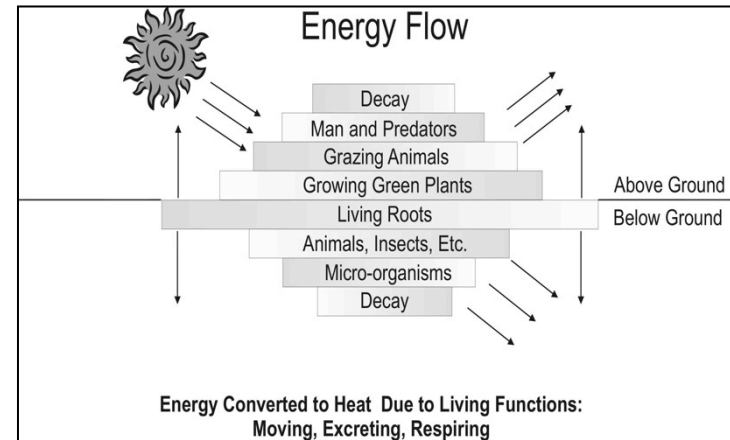 Energy Flow
Decay
Man and Predators
Grazing Animals
Growing Green Plants
Above Ground
Living Roots
Below Ground
Animals, Insects, Etc.
Micro-organisms
Decay
Energy Converted to Heat Due to Living Functions:
Moving, Excreting, Respiring